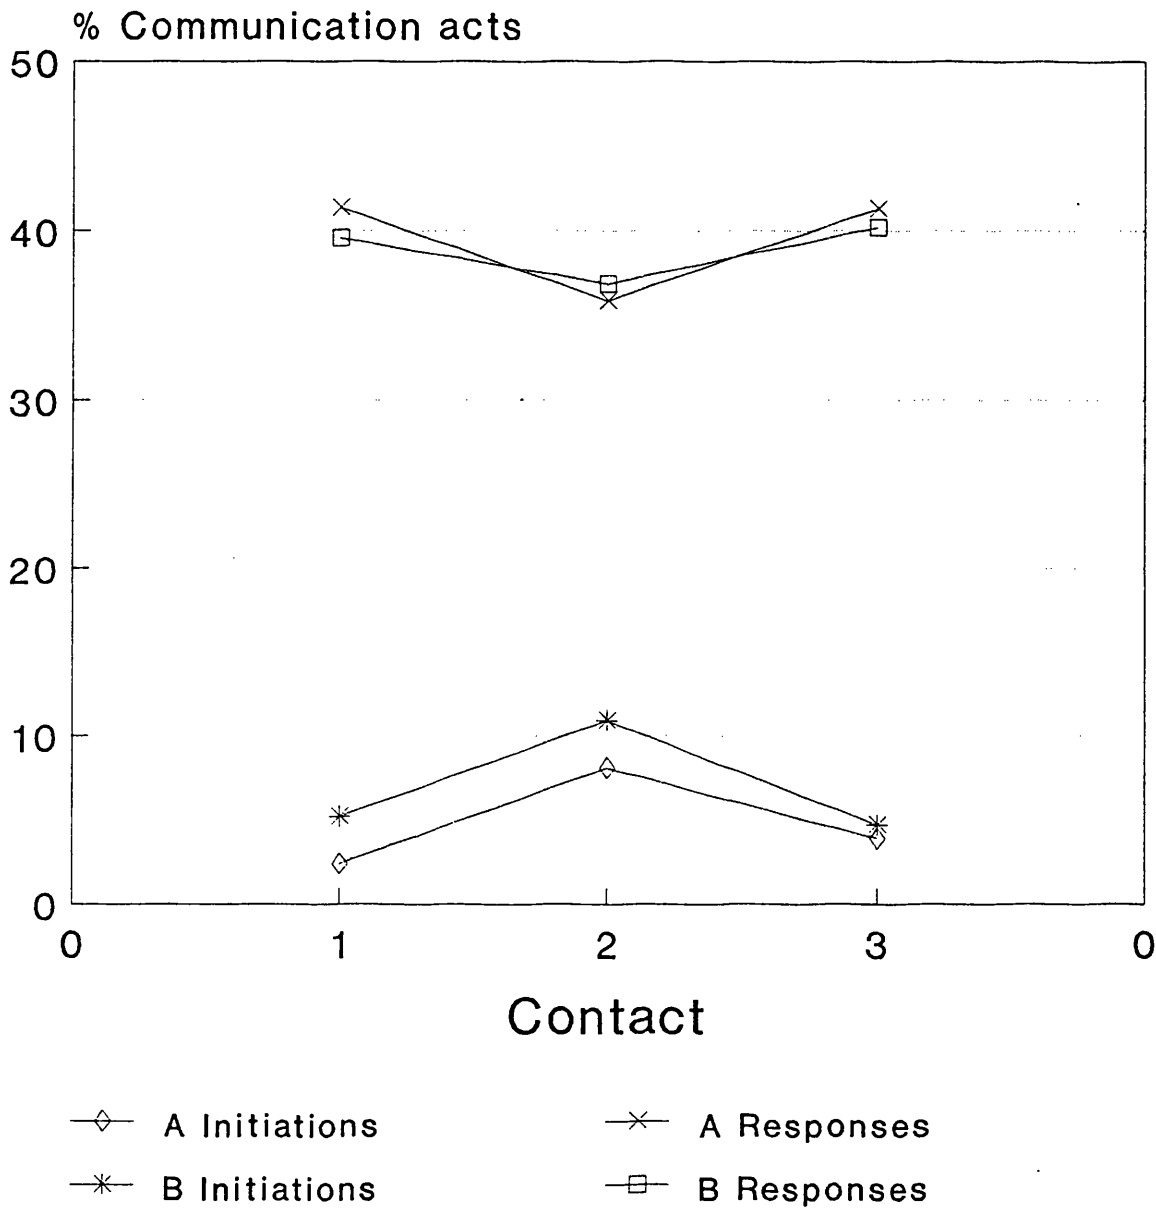 % Communication acts
50
40
30
20
10
0
0 1 2 3 0
Contact
A Initiations A Responses
B Initiations B Responses